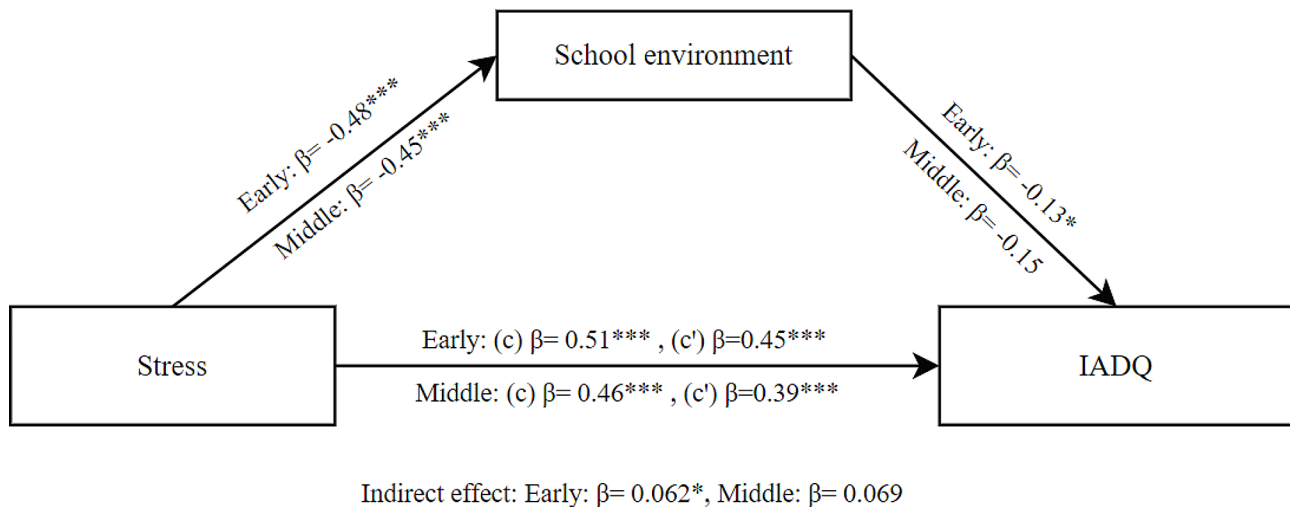 School environment
Early: β= -0.48***
Middle: β= -0.45***
Early: β= -0.13*
Middle: β= -0.15
Stress
Early: (c) β= 0.51*** , (c') β=0.45***
Middle: (c) β= 0.46*** , (c') β=0.39***
IADQ
Indirect effect: Early: β= 0.062*, Middle: β= 0.069